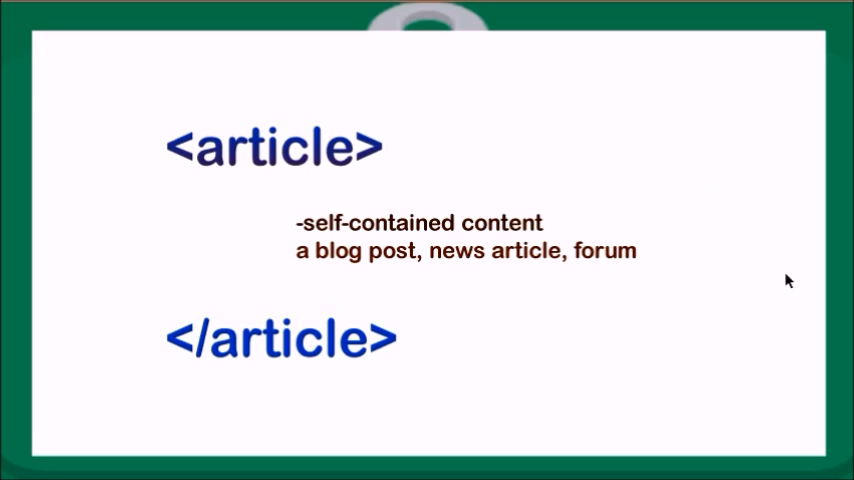 <article>
-self-contained content
a blog post, news article, forum
</article>